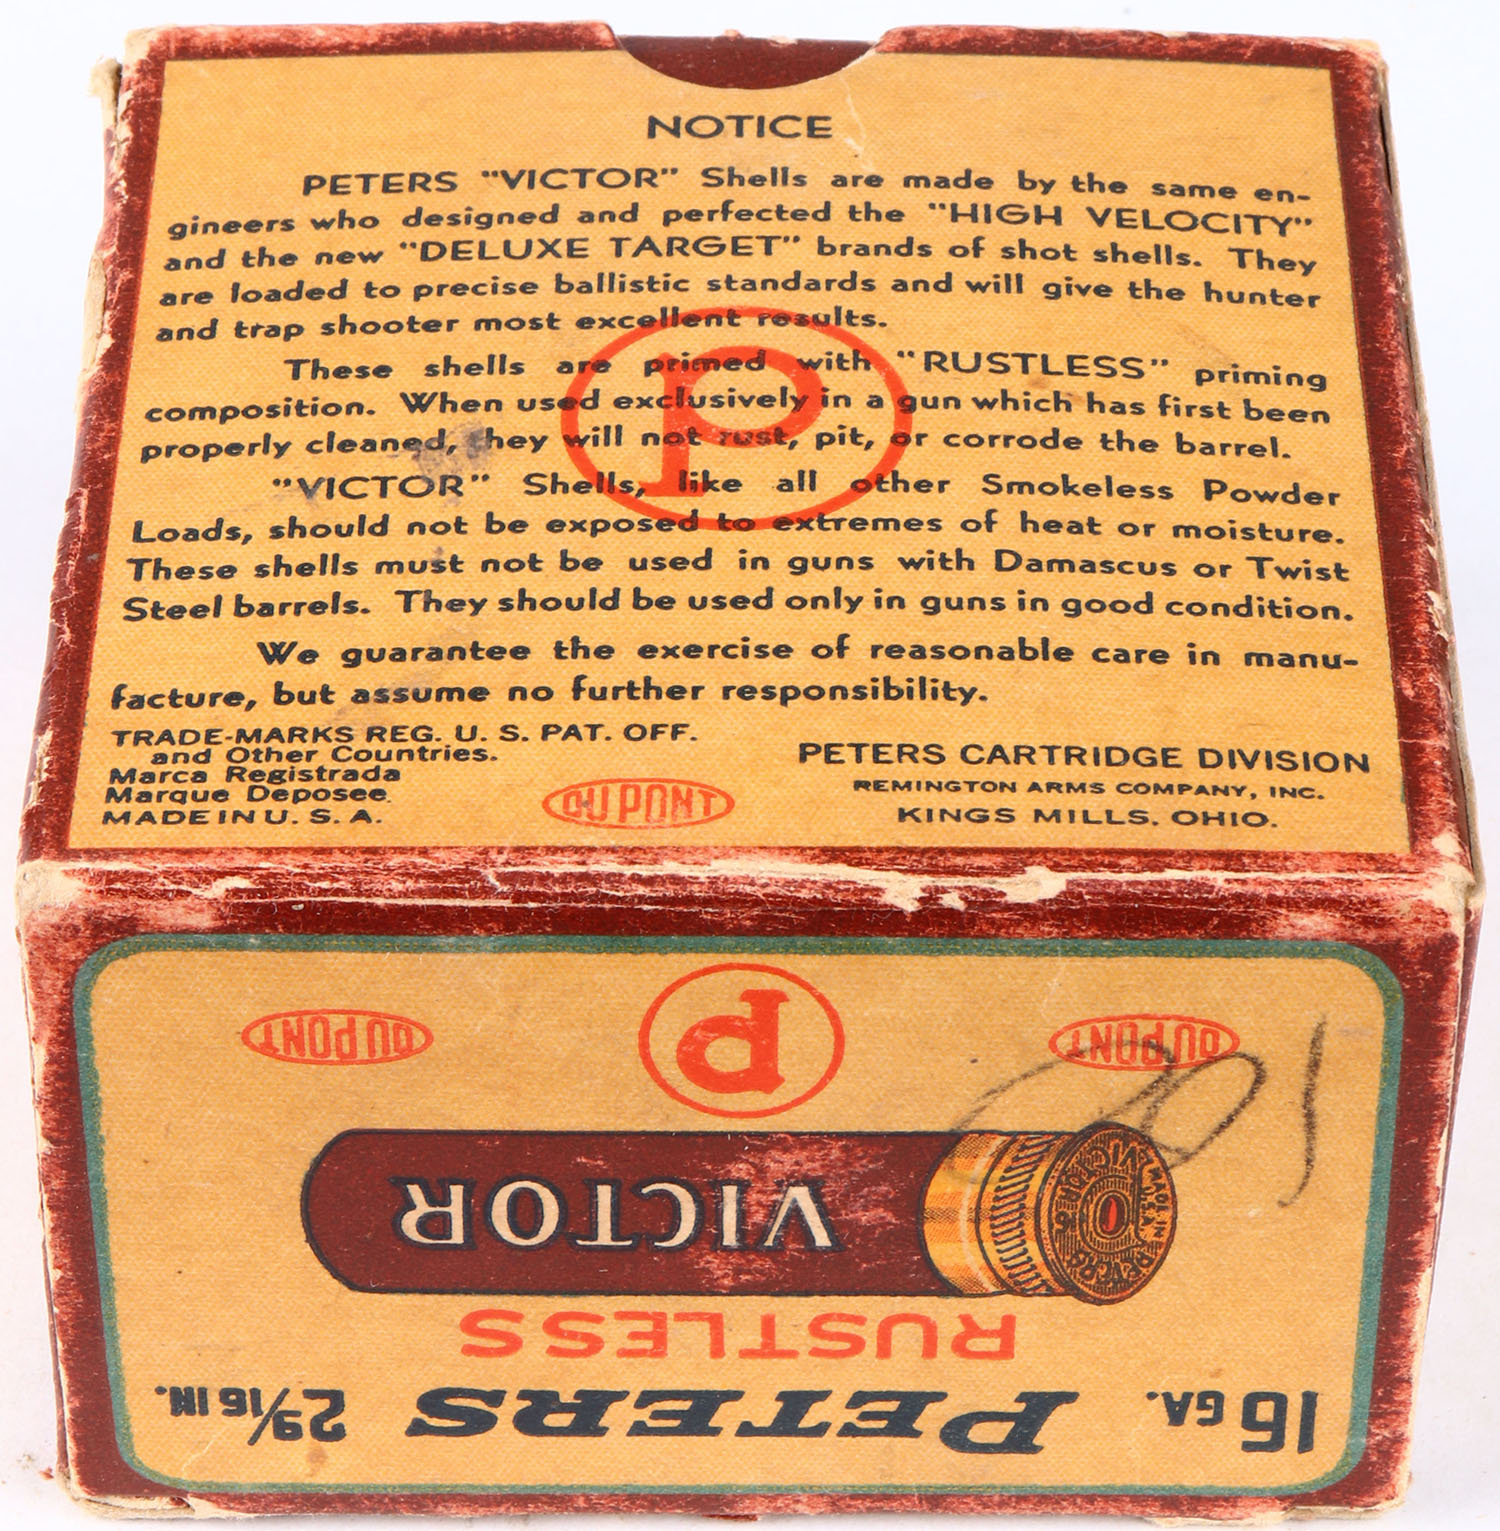 NOTICE
PETERS "VICTOR" Shells are made by the same en-
gineers who designed and perfected the "HIGH VELOCITY"
and the new "DELUXE TARGET" brands of shot shells. They
are loaded to precise ballistic standards and will give the hunter
and trap shooter most excellent results.
These shells are primed with "RUSTLESS" priming
composition. When used exclusively in a gun which has first been
properly cleaned, they will not rust, pit, or corrode the barrel.
"VICTOR" Shells, like all other Smokeless Powder
Loads, should not be exposed to extremes of heat or moisture.
These shells must not be used in guns with Damascus or Twist
Steel barrels. They should be used only in guns in good condition.
We guarantee the exercise of reasonable care in manu-
facture, but assume no further responsibility.
P
TRADE-MARKS REG. U. S. PAT. OFF.
and Other Countries.
Marca Registrada
Marque Deposee.
MADE IN U. S. A.
DU PONT
PETERS CARTRIDGE DIVISION
REMINGTON ARMS COMPANY, INC.
KINGS MILLS, OHIO.
16 GA. PETERS 2 9/16 IN.
RUSTLESS
VICTOR
PETERS VICTOR MADE IN U.S.A. No 16
DU PONT P DU PONT